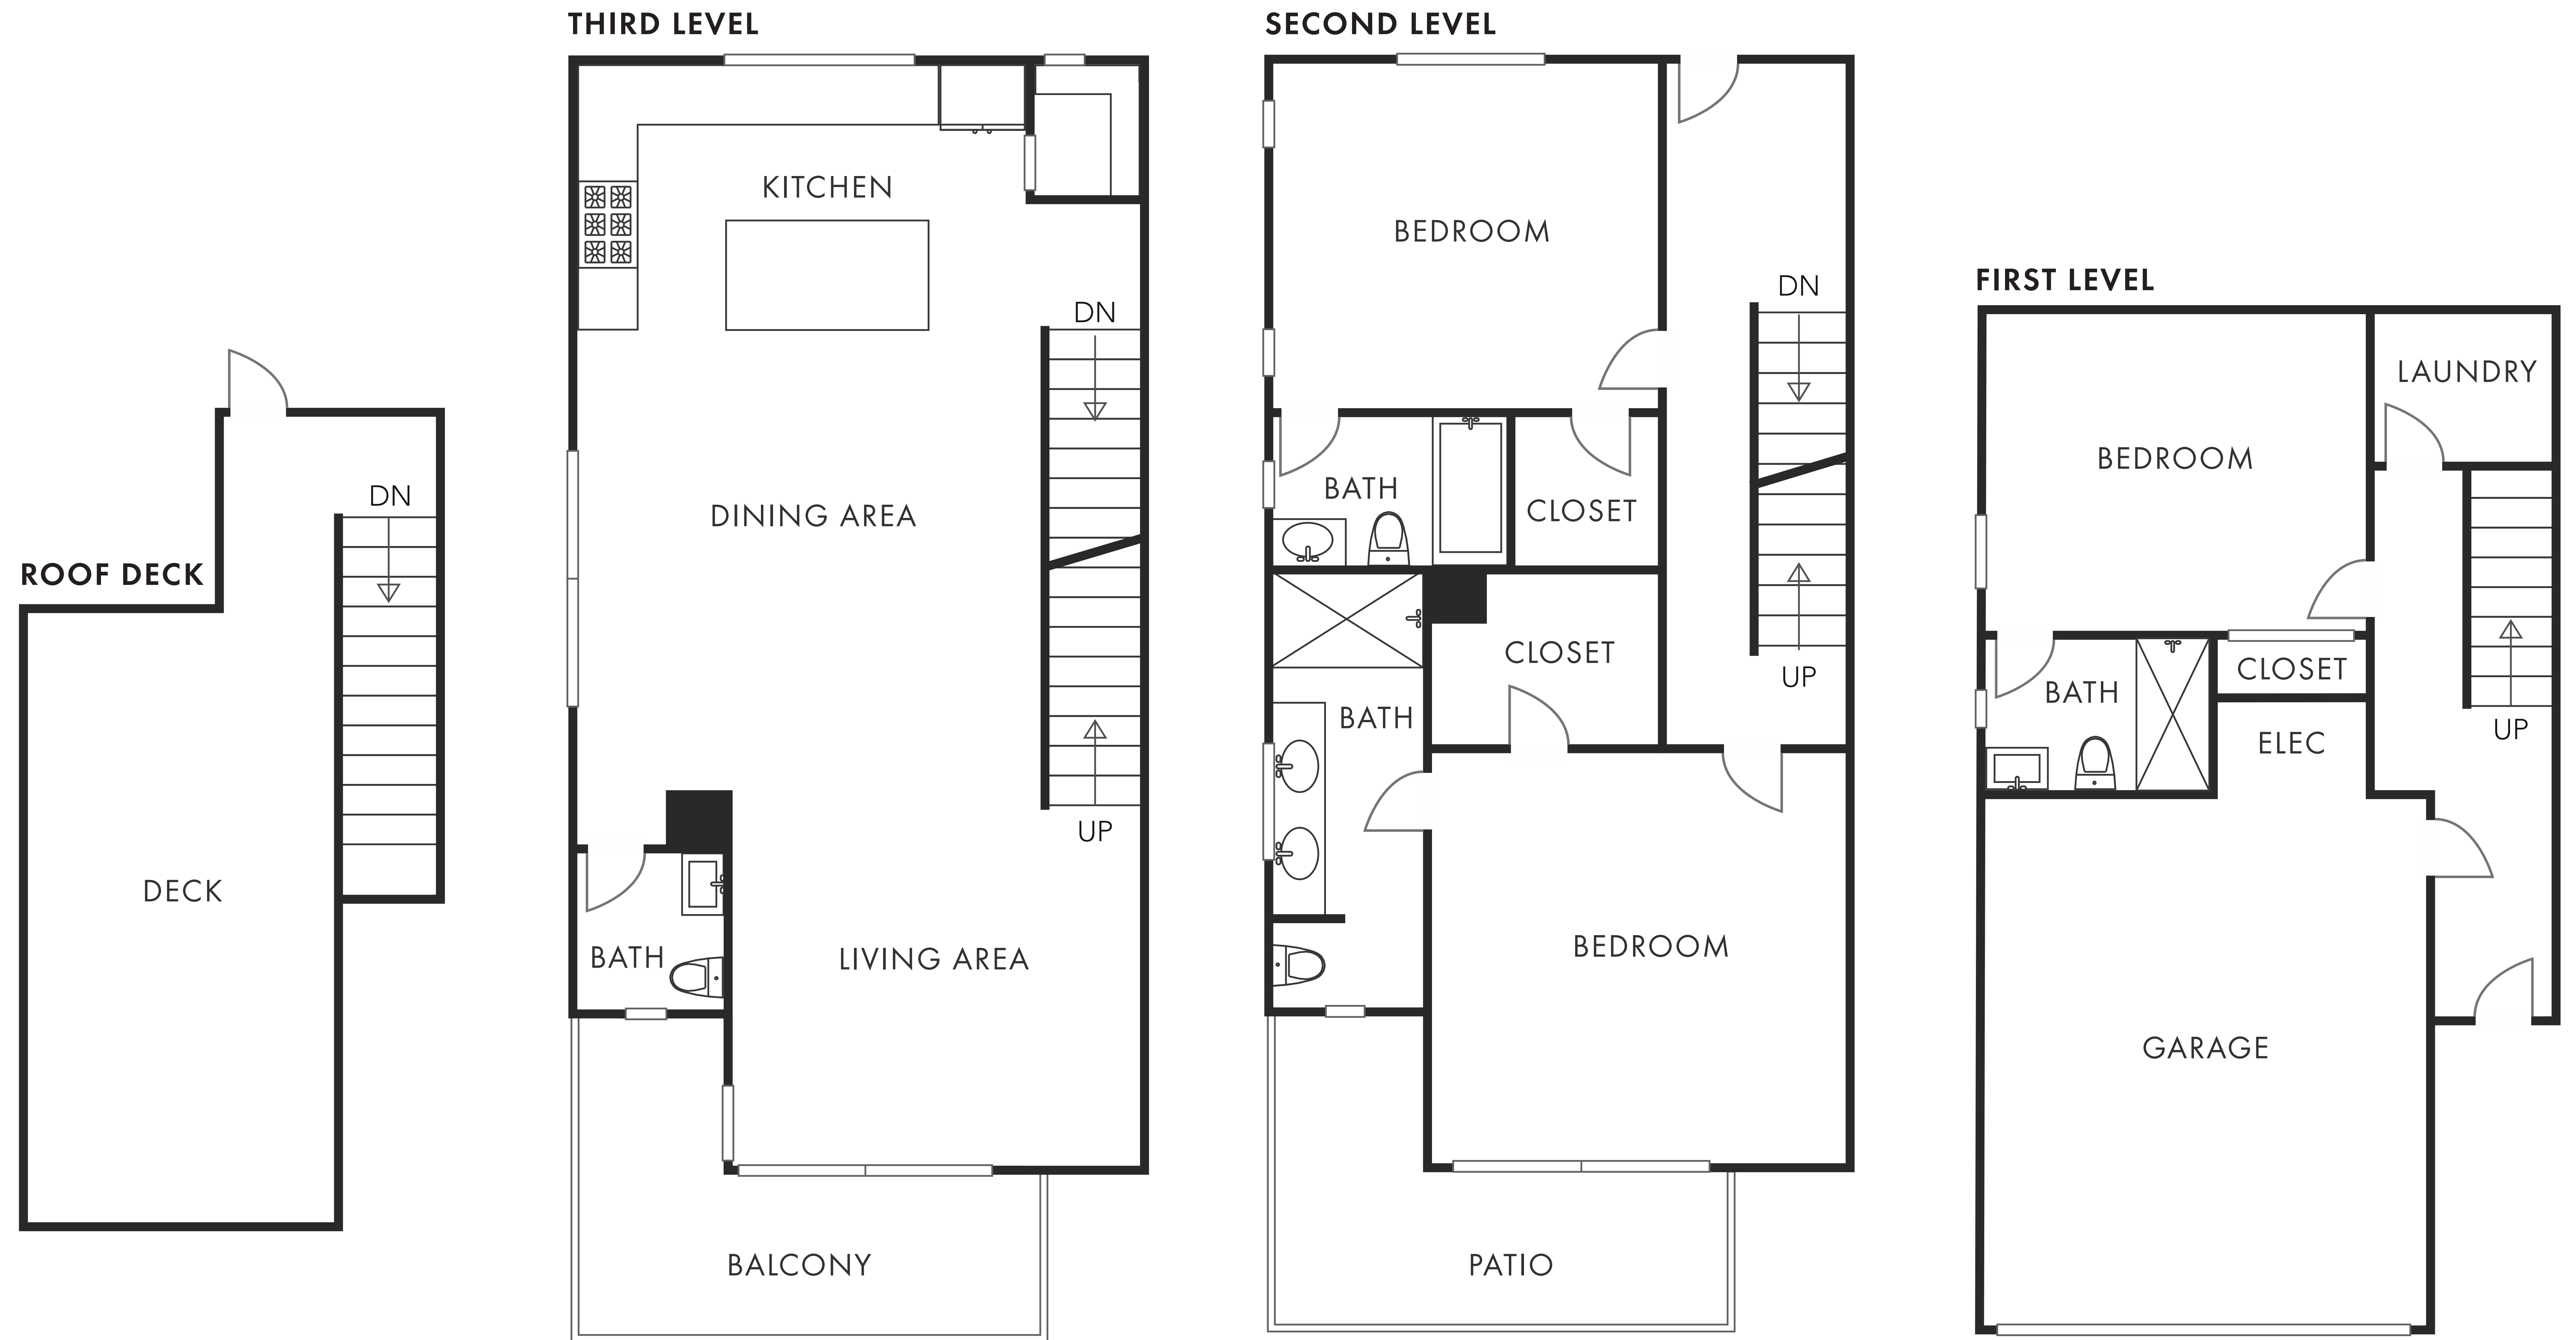 ROOF DECK
DN
DECK
THIRD LEVEL
KITCHEN
DN
DINING AREA
UP
BATH
LIVING AREA
BALCONY
SECOND LEVEL
BEDROOM
DN
BATH
CLOSET
CLOSET
UP
BATH
BEDROOM
PATIO
FIRST LEVEL
LAUNDRY
BEDROOM
CLOSET
BATH
UP
ELEC
GARAGE